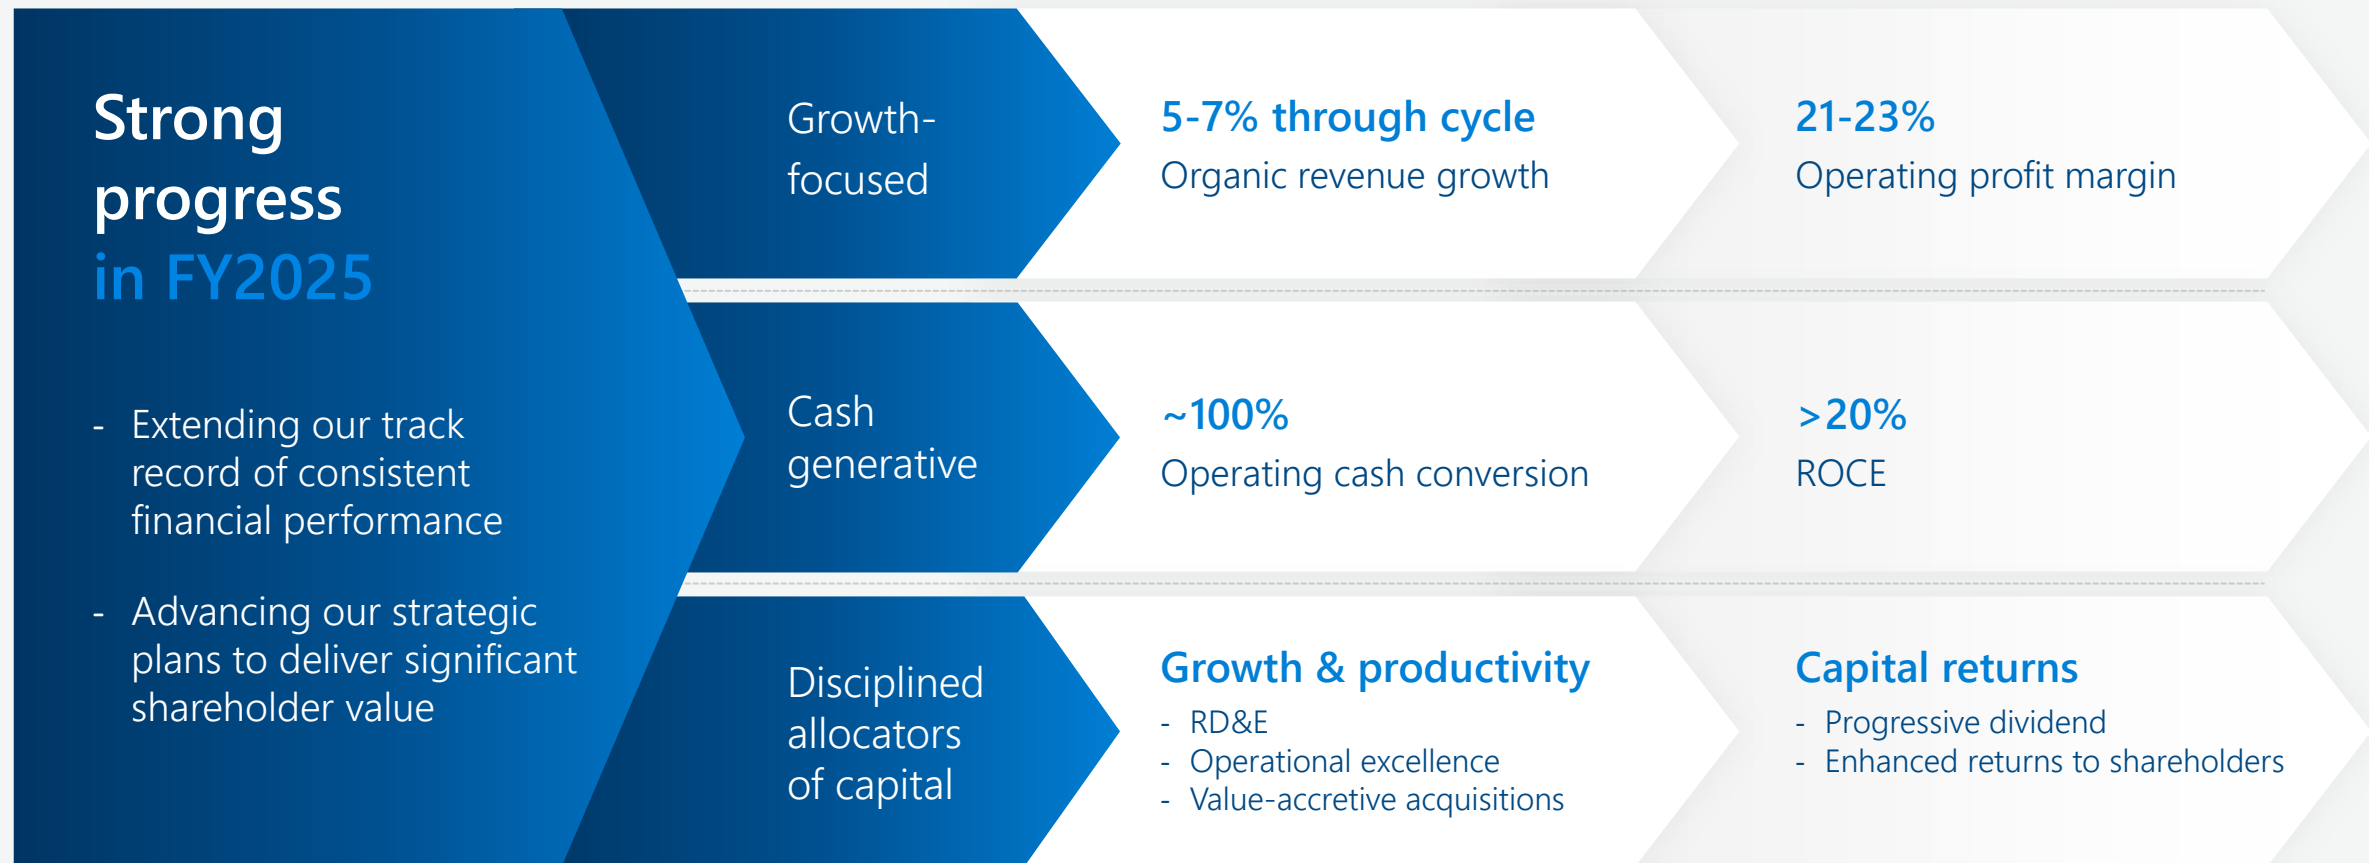 Strong
progress
in FY2025
- Extending our track
record of consistent
financial performance
- Advancing our strategic
plans to deliver significant
shareholder value
Growth-
focused
5-7% through cycle
Organic revenue growth
21-23%
Operating profit margin
Cash
generative
~100%
Operating cash conversion
>20%
ROCE
Disciplined
allocators
of capital
Growth & productivity
- RD&E
- Operational excellence
- Value-accretive acquisitions
Capital returns
- Progressive dividend
- Enhanced returns to shareholders